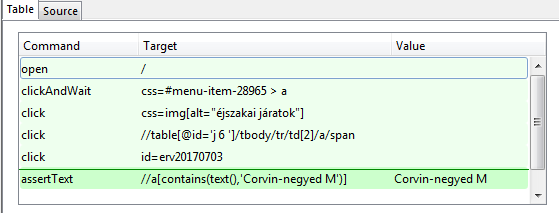 Table Source
Command Target Value
open /
clickAndWait css=#menu-item-28965 > a
click css=img[alt="éjszakai járatok"]
click //table[@id='j 6 ']/tbody/tr/td[2]/a/span
click id=erv20170703
assertText //a[contains(text(),'Corvin-negyed M')] Corvin-negyed M